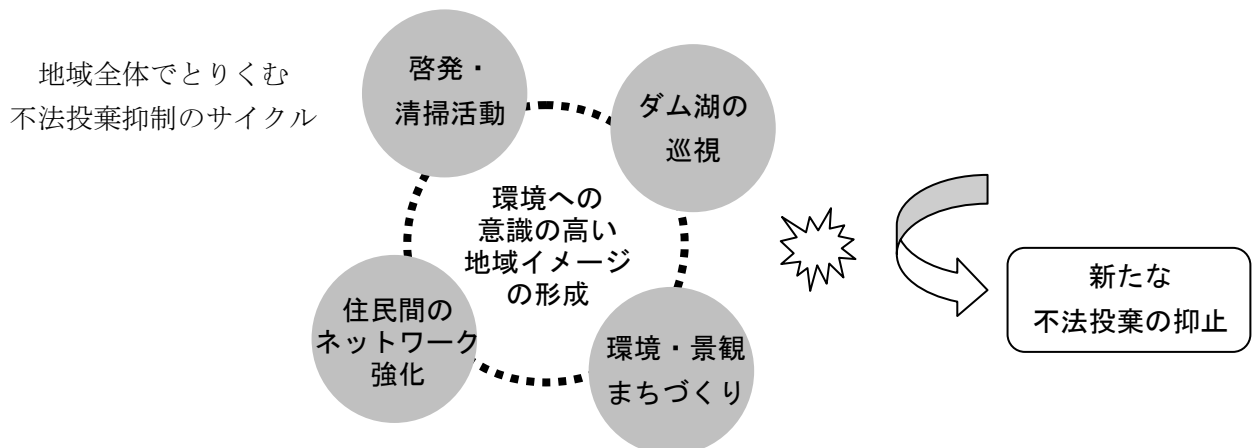 地域全体でとりくむ
不法投棄抑制のサイクル
啓発・
清掃活動
ダム湖の
巡視
環境への
意識の高い
地域イメージ
の形成
住民間の
ネットワーク
強化
環境・景観
まちづくり
新たな
不法投棄の抑止